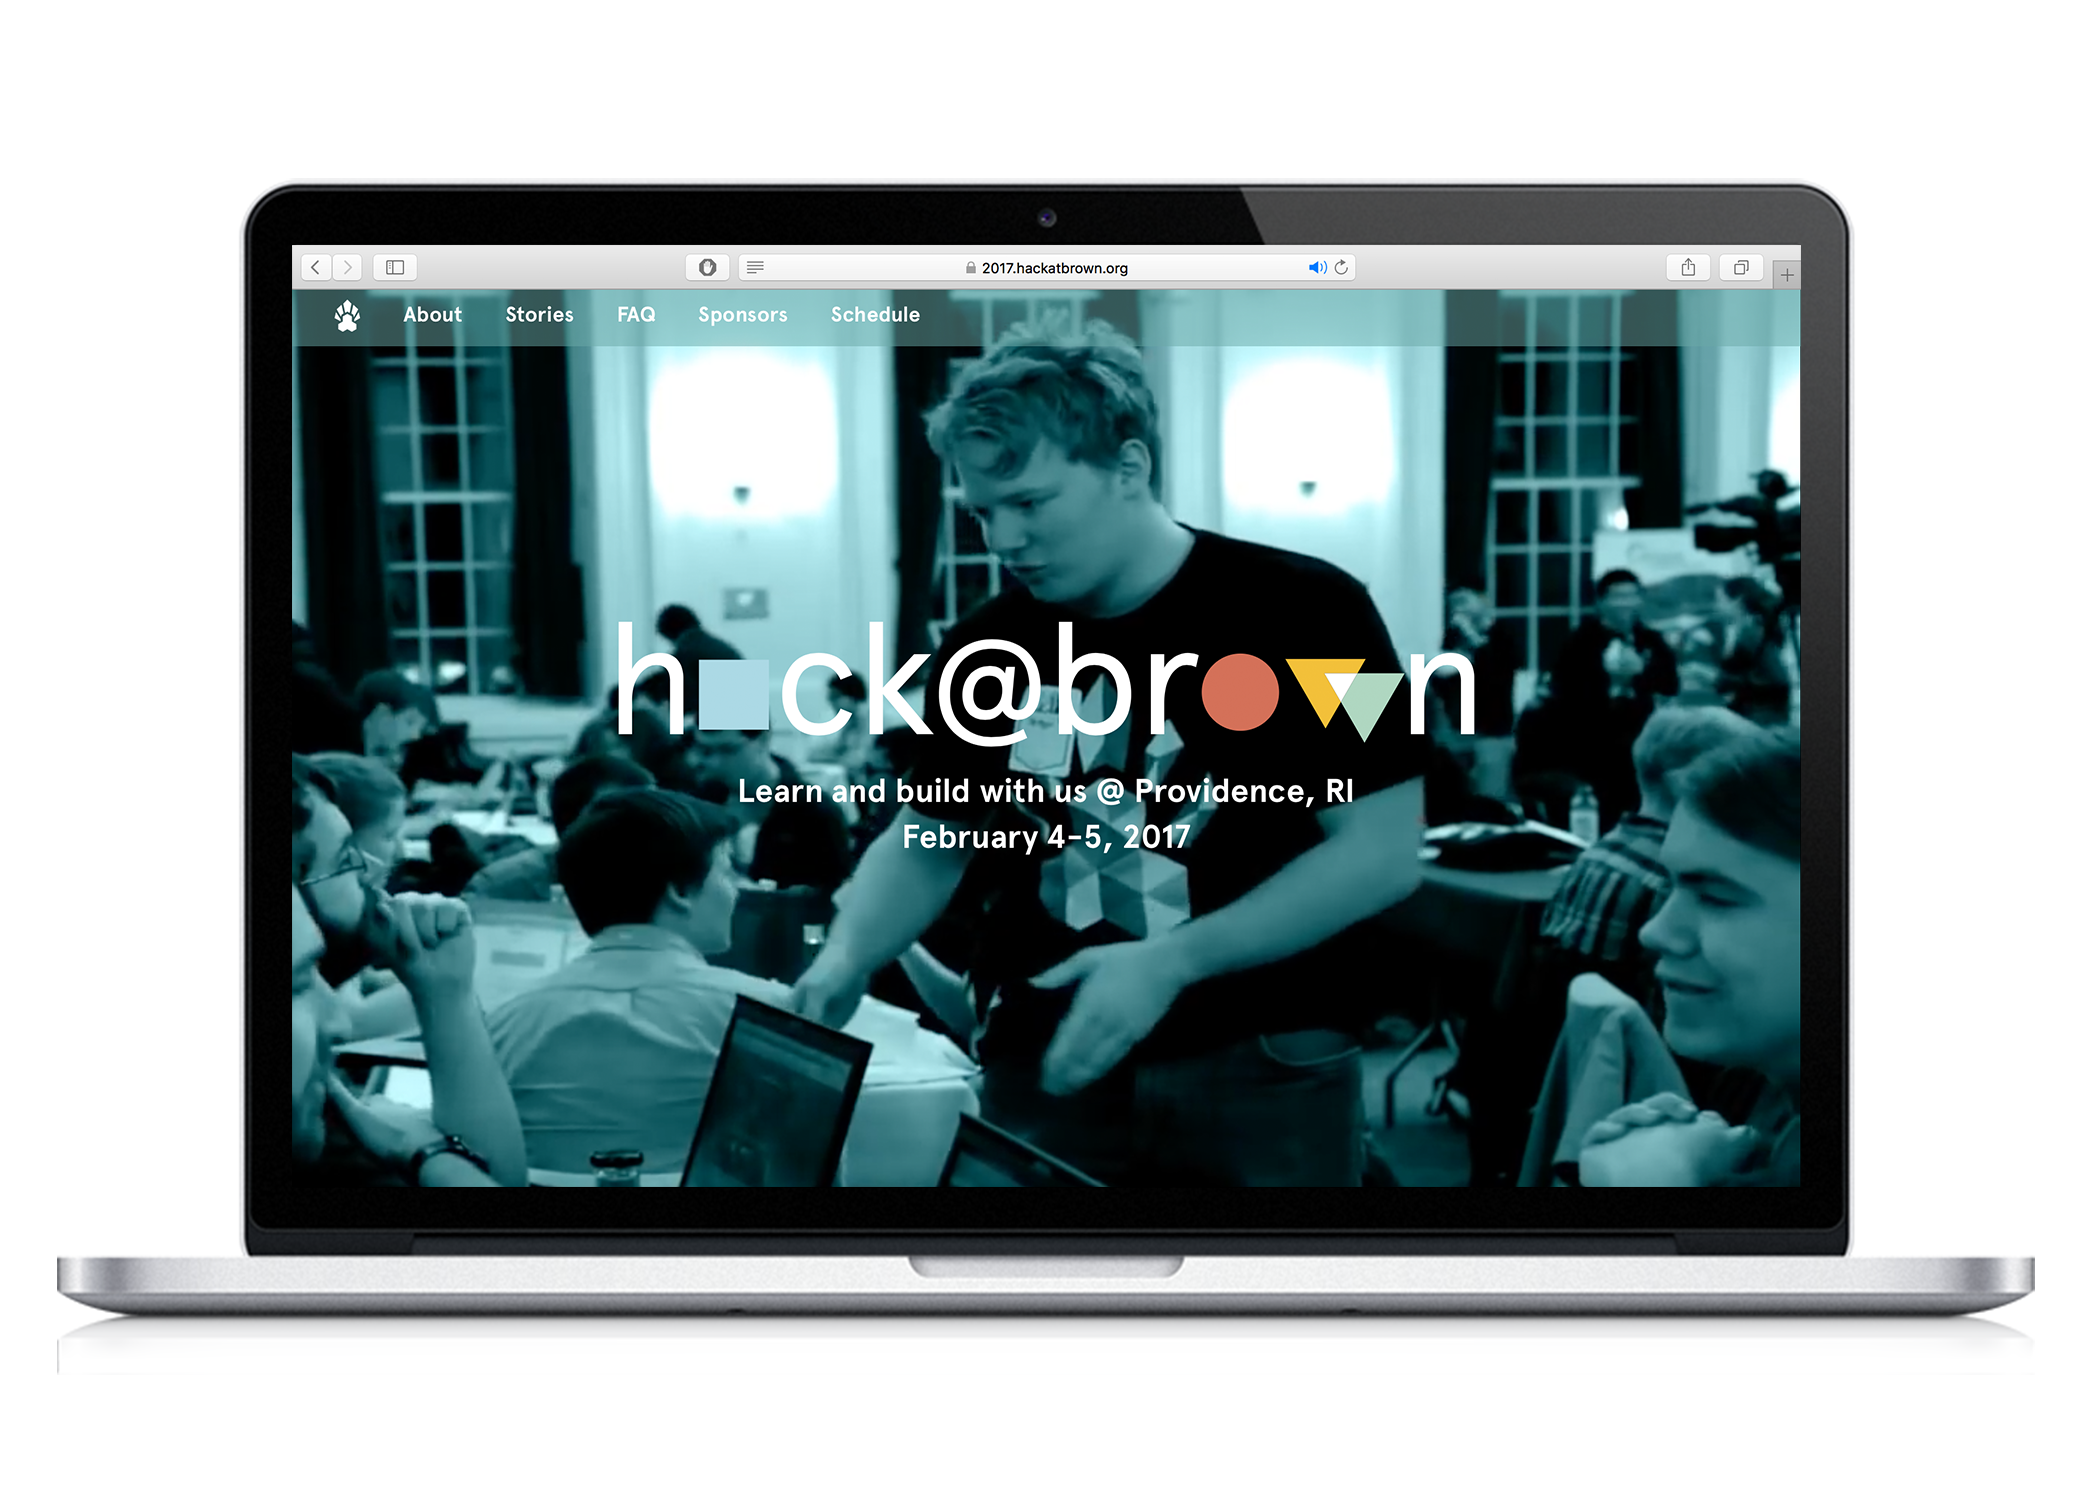 2017.hackatbrown.org
About Stories FAQ Sponsors Schedule
hack@brown
Learn and build with us @ Providence, RI
February 4-5, 2017